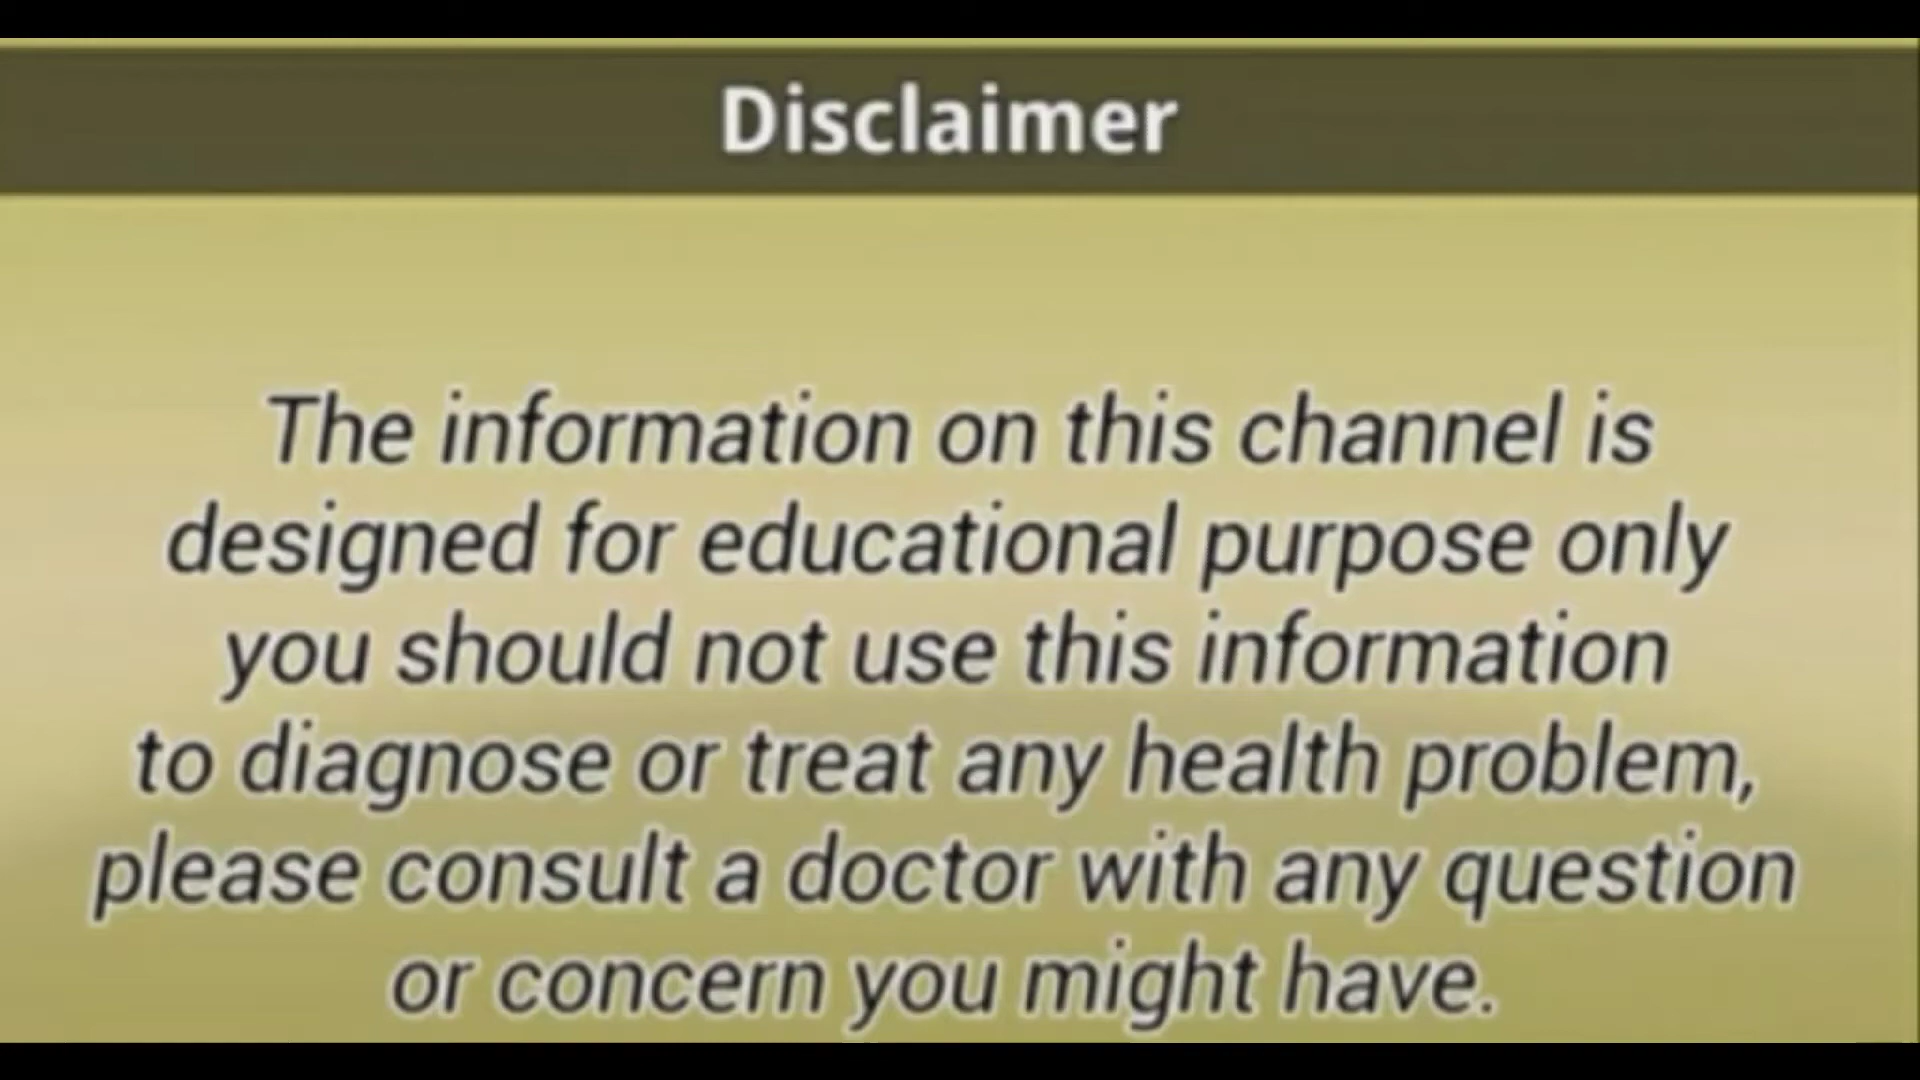 Disclaimer
The information on this channel is
designed for educational purpose only
you should not use this information
to diagnose or treat any health problem,
please consult a doctor with any question
or concern you might have.